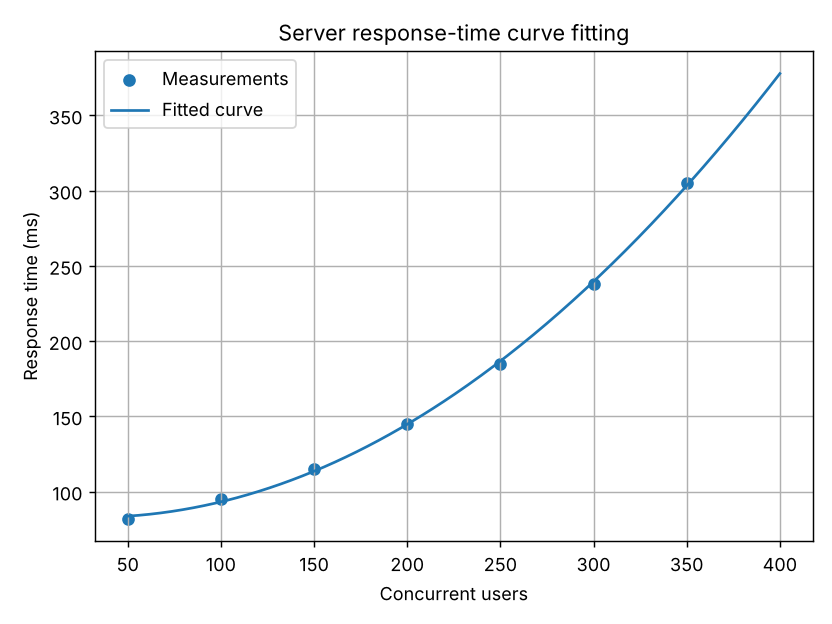 Server response-time curve fitting
Measurements
Fitted curve
350
300
250
200
150
100
Response time (ms)
50 100 150 200 250 300 350 400
Concurrent users